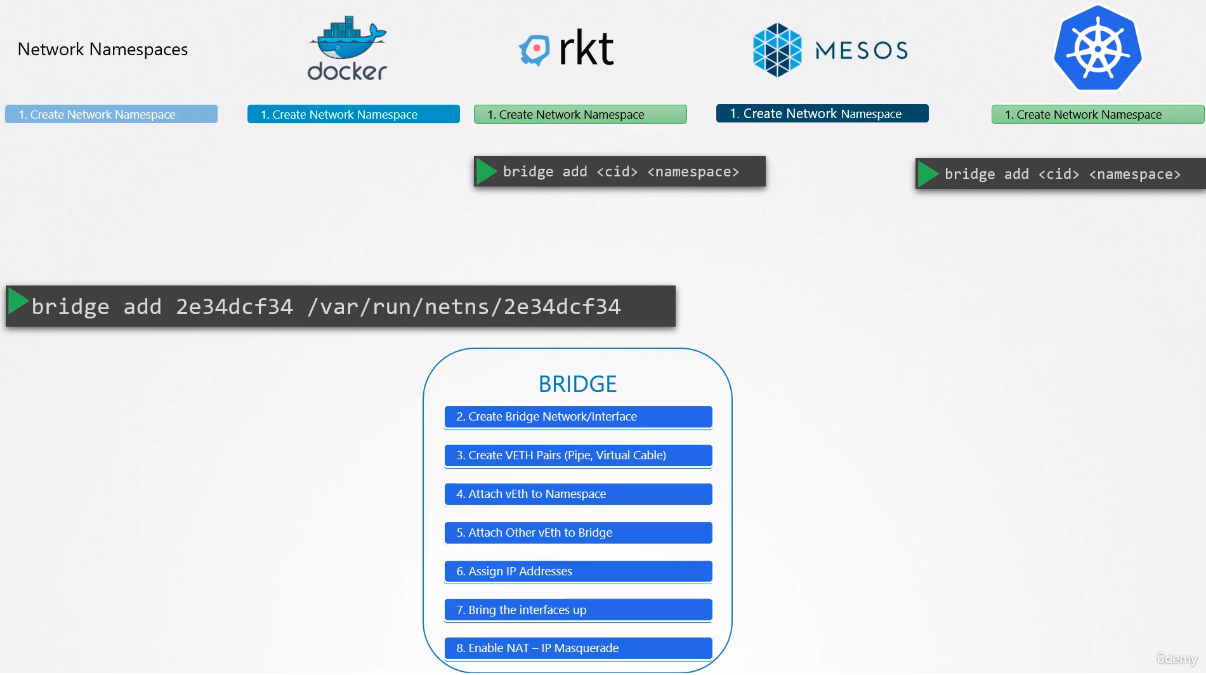 Network Namespaces
docker
rkt
MESOS
1. Create Network Namespace
1. Create Network Namespace
1. Create Network Namespace
1. Create Network Namespace
1. Create Network Namespace
bridge add <cid> <namespace>
bridge add <cid> <namespace>
bridge add 2e34dcf34 /var/run/netns/2e34dcf34
BRIDGE
2. Create Bridge Network/Interface
3. Create VETH Pairs (Pipe, Virtual Cable)
4. Attach vEth to Namespace
5. Attach Other vEth to Bridge
6. Assign IP Addresses
7. Bring the interfaces up
8. Enable NAT – IP Masquerade
ûdemy